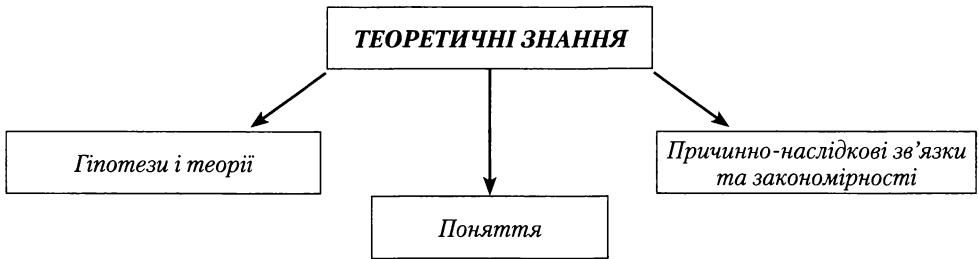 ТЕОРЕТИЧНІ ЗНАННЯ
Гіпотези і теорії
Причинно-наслідкові зв’язки
та закономірності
Поняття